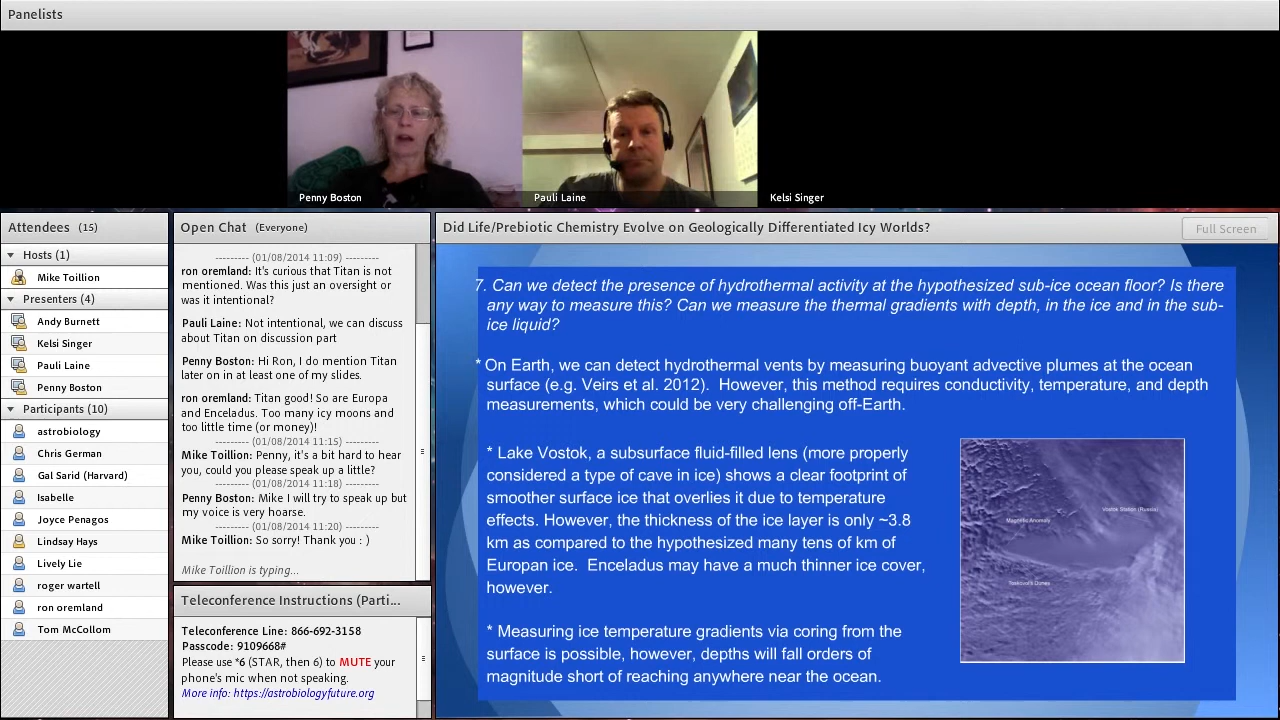 Panelists
Penny Boston
Pauli Laine
Kelsi Singer
Attendees (15)
Hosts (1)
Mike Toillion
Presenters (4)
Andy Burnett
Kelsi Singer
Pauli Laine
Penny Boston
Participants (10)
astrobiology
Chris German
Gal Sarid (Harvard)
Isabelle
Joyce Penagos
Lindsay Hays
Lively Lie
roger wartell
ron oremland
Tom McCollom
Open Chat (Everyone)
--------- (01/08/2014 11:09) ---------
ron oremland: It's curious that Titan is not
mentioned. Was this just an oversight or
was it intentional?
Pauli Laine: Not intentional, we can discuss
about Titan on discussion part
Penny Boston: Hi Ron, I do mention Titan
later on in at least one of my slides.
ron oremland: Titan good! So are Europa
and Enceladus. Too many icy moons and
too little time (or money)!
--------- (01/08/2014 11:15) ---------
Mike Toillion: Penny, it's a bit hard to hear
you, could you please speak up a little?
--------- (01/08/2014 11:18) ---------
Penny Boston: Mike I will try to speak up but
my voice is very hoarse.
--------- (01/08/2014 11:20) ---------
Mike Toillion: So sorry! Thank you : )
Mike Toillion is typing...
Teleconference Instructions (Parti...
Teleconference Line: 866-692-3158
Passcode: 9109668#
Please use *6 (STAR, then 6) to MUTE your
phone's mic when not speaking.
More info: https://astrobiologyfuture.org
Did Life/Prebiotic Chemistry Evolve on Geologically Differentiated Icy Worlds?
Full Screen
7. Can we detect the presence of hydrothermal activity at the hypothesized sub-ice ocean floor? Is there
any way to measure this? Can we measure the thermal gradients with depth, in the ice and in the sub-
ice liquid?
* On Earth, we can detect hydrothermal vents by measuring buoyant advective plumes at the ocean
surface (e.g. Veirs et al. 2012). However, this method requires conductivity, temperature, and depth
measurements, which could be very challenging off-Earth.
* Lake Vostok, a subsurface fluid-filled lens (more properly
considered a type of cave in ice) shows a clear footprint of
smoother surface ice that overlies it due to temperature
effects. However, the thickness of the ice layer is only ~3.8
km as compared to the hypothesized many tens of km of
Europan ice. Enceladus may have a much thinner ice cover,
however.
* Measuring ice temperature gradients via coring from the
surface is possible, however, depths will fall orders of
magnitude short of reaching anywhere near the ocean.
Vostok Station (Russia)
Magnetic Anomaly